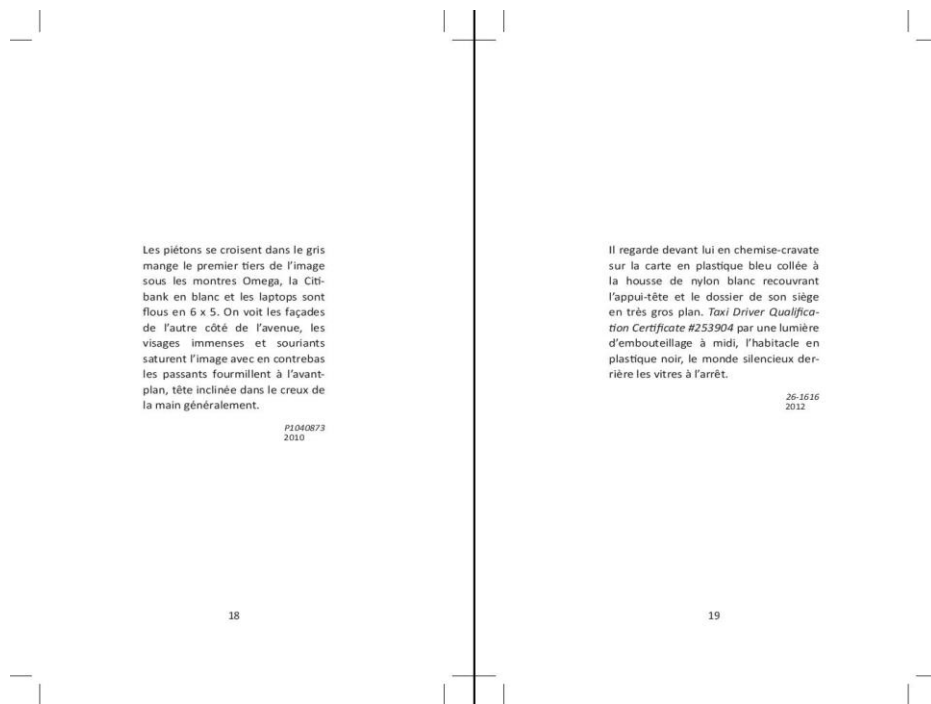 Les piétons se croisent dans le gris
mange le premier tiers de l’image
sous les montres Omega, la Citi-
bank en blanc et les laptops sont
flous en 6 x 5. On voit les façades
de l’autre côté de l’avenue, les
visages immenses et souriants
saturent l’image avec en contrebas
les passants fourmillent à l’avant-
plan, tête inclinée dans le creux de
la main généralement.
P1040873
2010
18
Il regarde devant lui en chemise-cravate
sur la carte en plastique bleu collée à
la housse de nylon blanc recouvrant
l’appui-tête et le dossier de son siège
en très gros plan. Taxi Driver Qualifica-
tion Certificate #253904 par une lumière
d’embouteillage à midi, l’habitacle en
plastique noir, le monde silencieux der-
rière les vitres à l’arrêt.
26-1616
2012
19